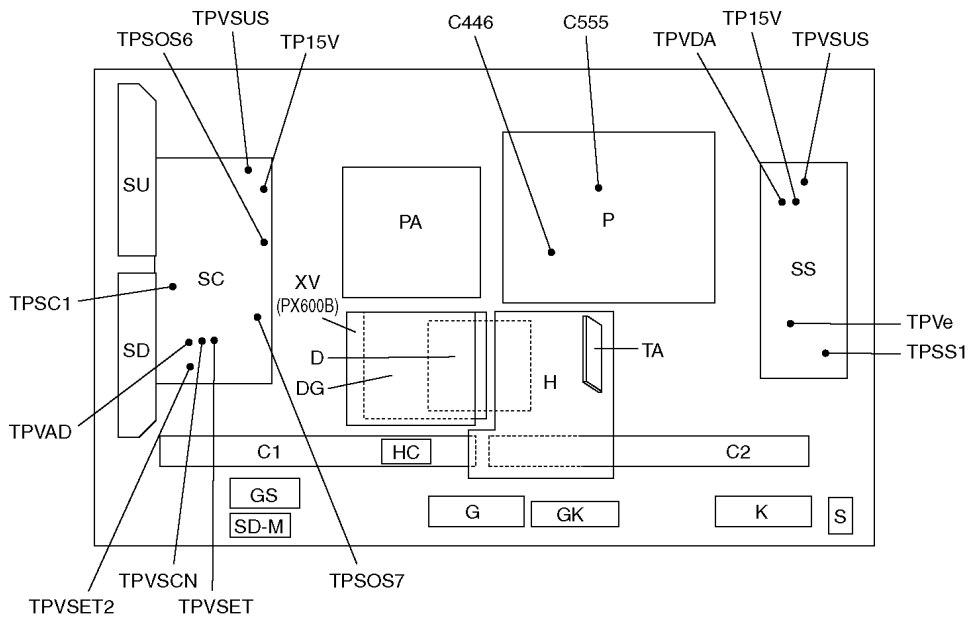 TPVSUS
C446
C555
TP15V
TPSOS6
TP15V
TPVDA
TPVSUS
SU
PA
P
SC
SS
TPSC1
XV
(PX600B)
SD
D
TA
H
DG
TPVe
TPSS1
TPVAD
C1
HC
C2
GS
G
GK
K
S
SD-M
TPVSCN
TPSOS7
TPVSET2
TPVSET